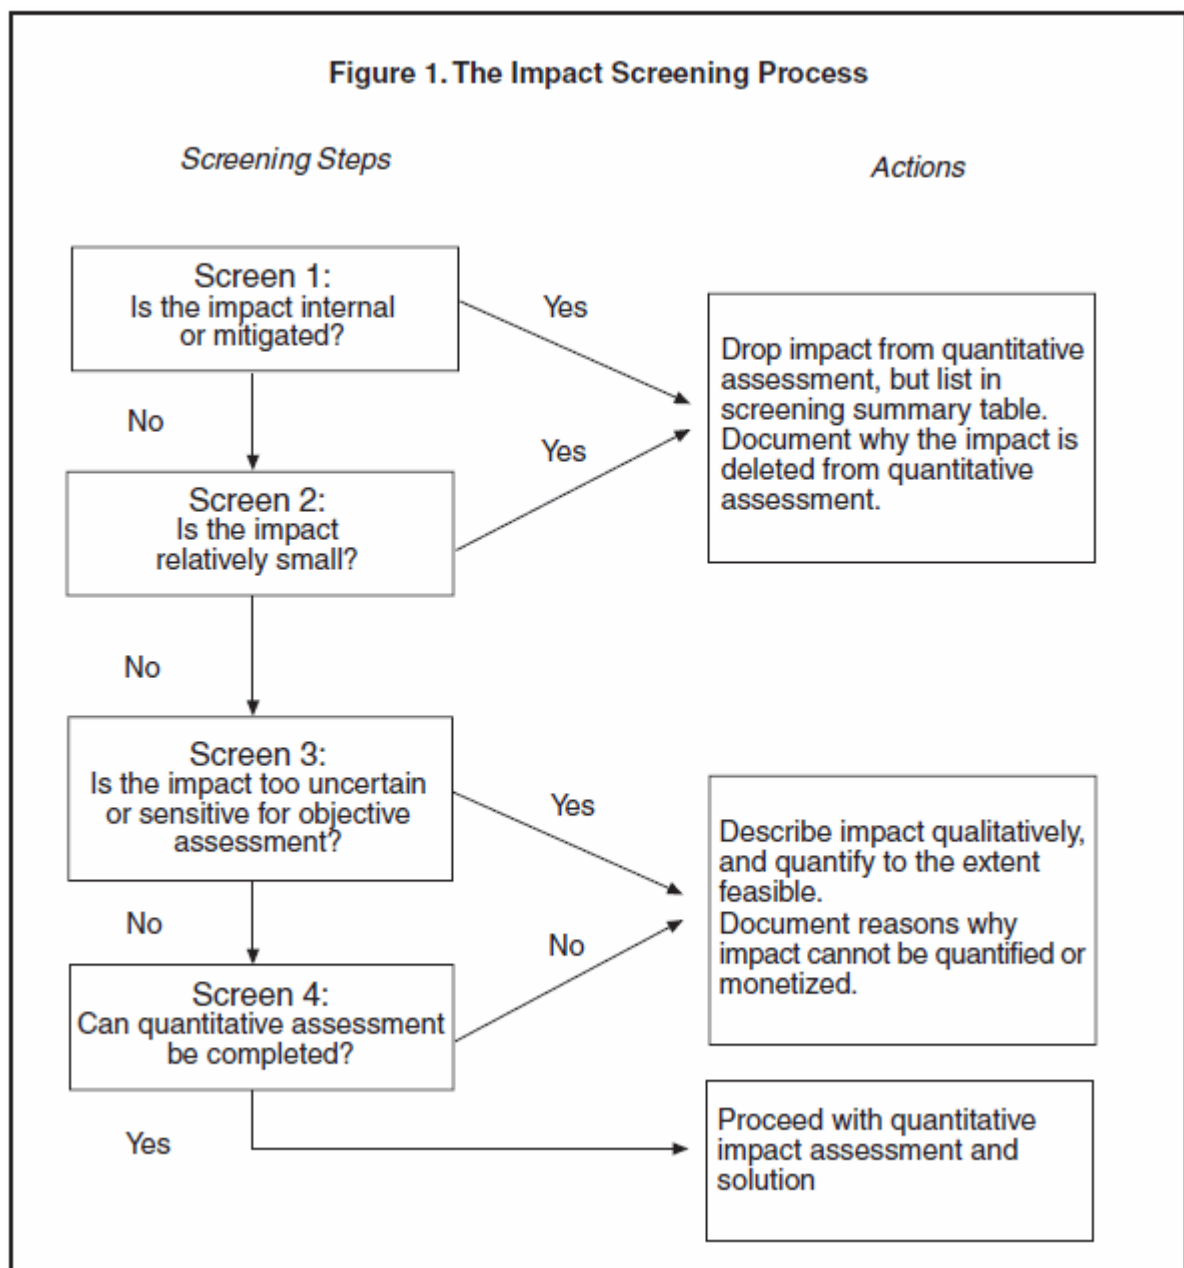 Figure 1. The Impact Screening Process
Screening Steps
Actions
Screen 1:
Is the impact internal
or mitigated?
Yes
Drop impact from quantitative
assessment, but list in
screening summary table.
Document why the impact is
deleted from quantitative
assessment.
No
Yes
Screen 2:
Is the impact
relatively small?
No
Screen 3:
Is the impact too uncertain
or sensitive for objective
assessment?
Yes
Describe impact qualitatively,
and quantify to the extent
feasible.
Document reasons why
impact cannot be quantified or
monetized.
No
No
Screen 4:
Can quantitative assessment
be completed?
Yes
Proceed with quantitative
impact assessment and
solution